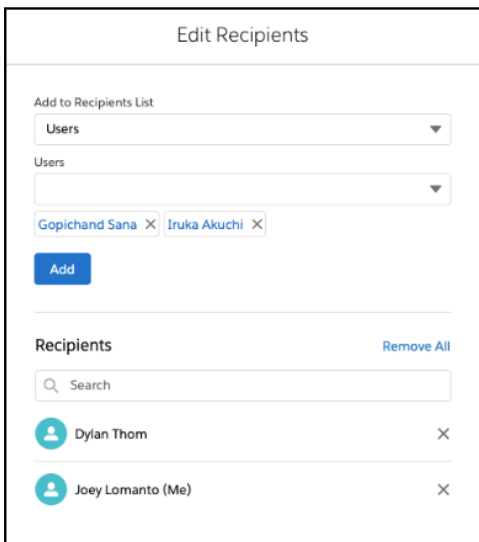 Edit Recipients
Add to Recipients List
Users
Users
Gopichand Sana × Iruka Akuchi ×
Add
Recipients Remove All
Search
Dylan Thom
Joey Lomanto (Me)